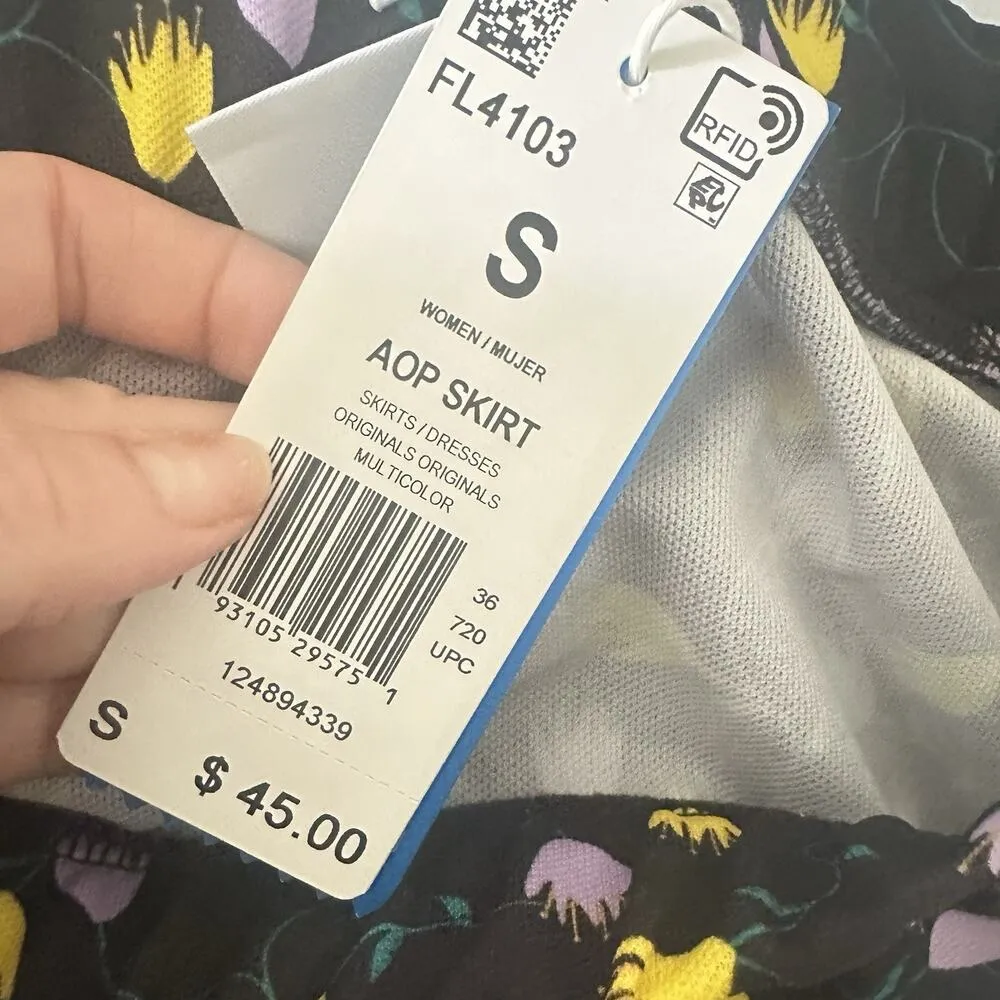 FL4103
RFID
EPC
S
WOMEN / MUJER
AOP SKIRT
SKIRTS / DRESSES
ORIGINALS ORIGINALS
MULTICOLOR
36
720
UPC
93105 29575 1
124894339
S
$ 45.00